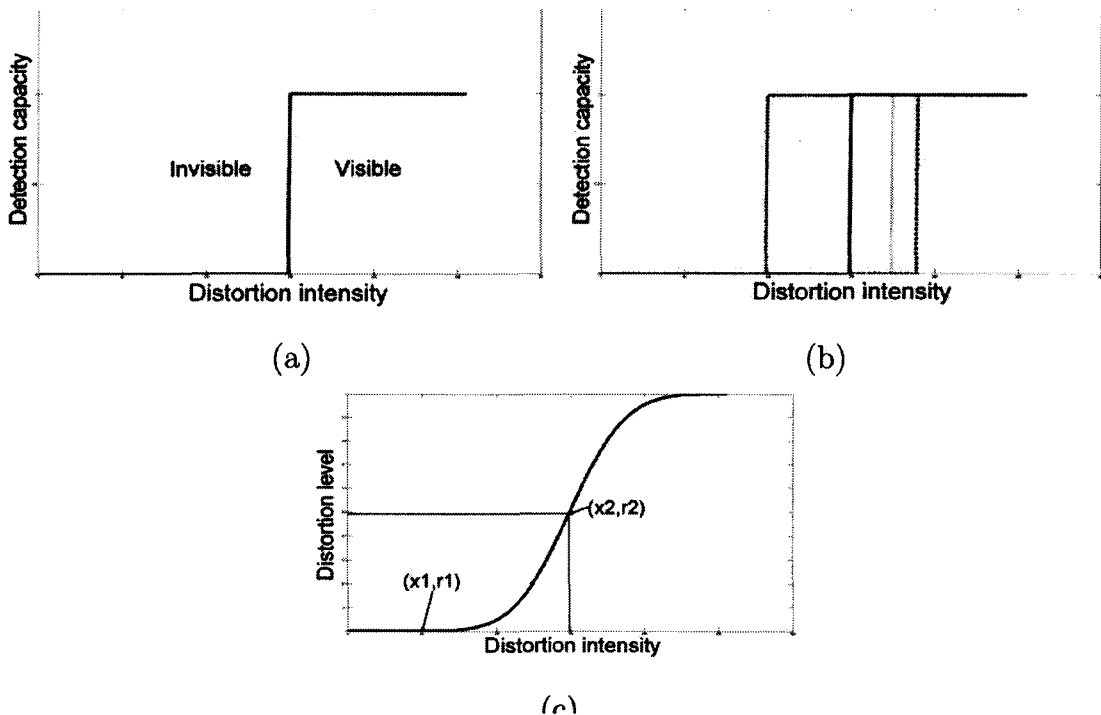 Detection capacity
Invisible
Visible
Distortion intensity
(a)
Detection capacity
Distortion intensity
(b)
Distortion level
(x2,r2)
(x1,r1)
Distortion intensity
(c)